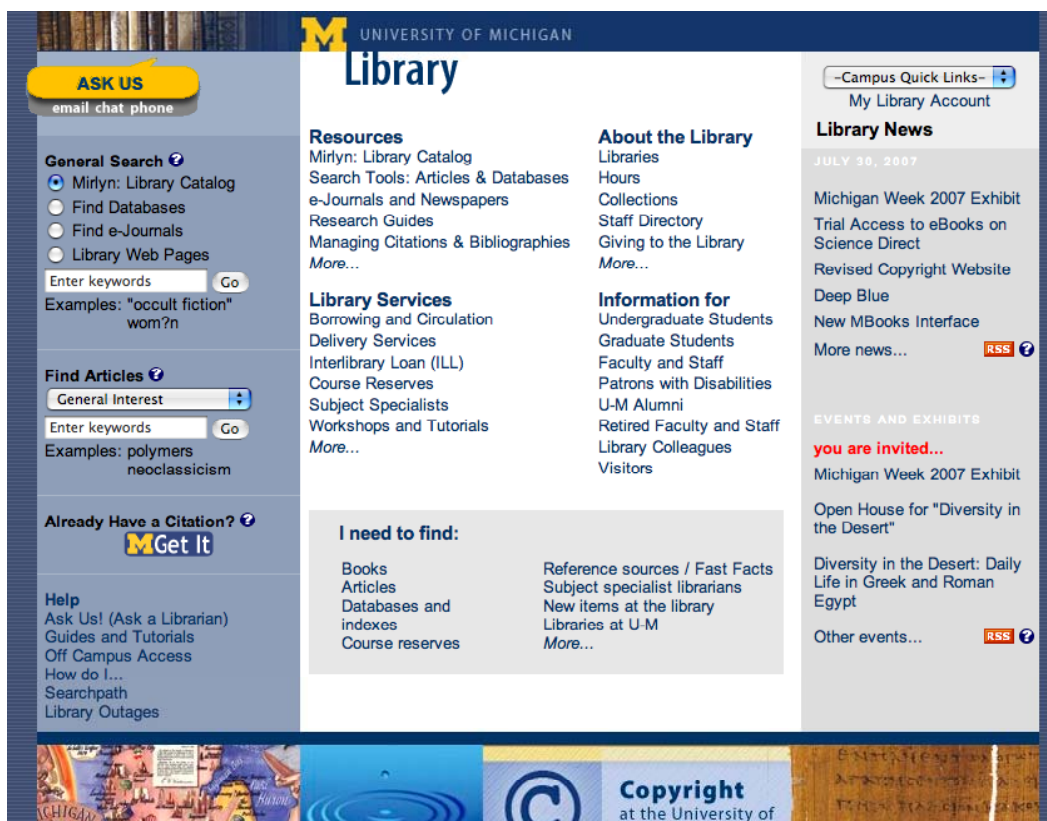 M UNIVERSITY OF MICHIGAN
Library
ASK US
email chat phone
General Search ?
Mirlyn: Library Catalog
Find Databases
Find e-Journals
Library Web Pages
Enter keywords Go
Examples: "occult fiction"
wom?n
Find Articles ?
General Interest
Enter keywords Go
Examples: polymers
neoclassicism
Already Have a Citation? ?
MGet It
Help
Ask Us! (Ask a Librarian)
Guides and Tutorials
Off Campus Access
How do I...
Searchpath
Library Outages
Resources
Mirlyn: Library Catalog
Search Tools: Articles & Databases
e-Journals and Newspapers
Research Guides
Managing Citations & Bibliographies
More...
Library Services
Borrowing and Circulation
Delivery Services
Interlibrary Loan (ILL)
Course Reserves
Subject Specialists
Workshops and Tutorials
More...
About the Library
Libraries
Hours
Collections
Staff Directory
Giving to the Library
More...
Information for
Undergraduate Students
Graduate Students
Faculty and Staff
Patrons with Disabilities
U-M Alumni
Retired Faculty and Staff
Library Colleagues
Visitors
I need to find:
Books
Articles
Databases and
indexes
Course reserves
Reference sources / Fast Facts
Subject specialist librarians
New items at the library
Libraries at U-M
More...
-Campus Quick Links-
My Library Account
Library News
JULY 30, 2007
Michigan Week 2007 Exhibit
Trial Access to eBooks on
Science Direct
Revised Copyright Website
Deep Blue
New MBooks Interface
More news... RSS ?
EVENTS AND EXHIBITS
you are invited...
Michigan Week 2007 Exhibit
Open House for "Diversity in
the Desert"
Diversity in the Desert: Daily
Life in Greek and Roman
Egypt
Other events... RSS ?
Huron
©
Copyright
at the University of